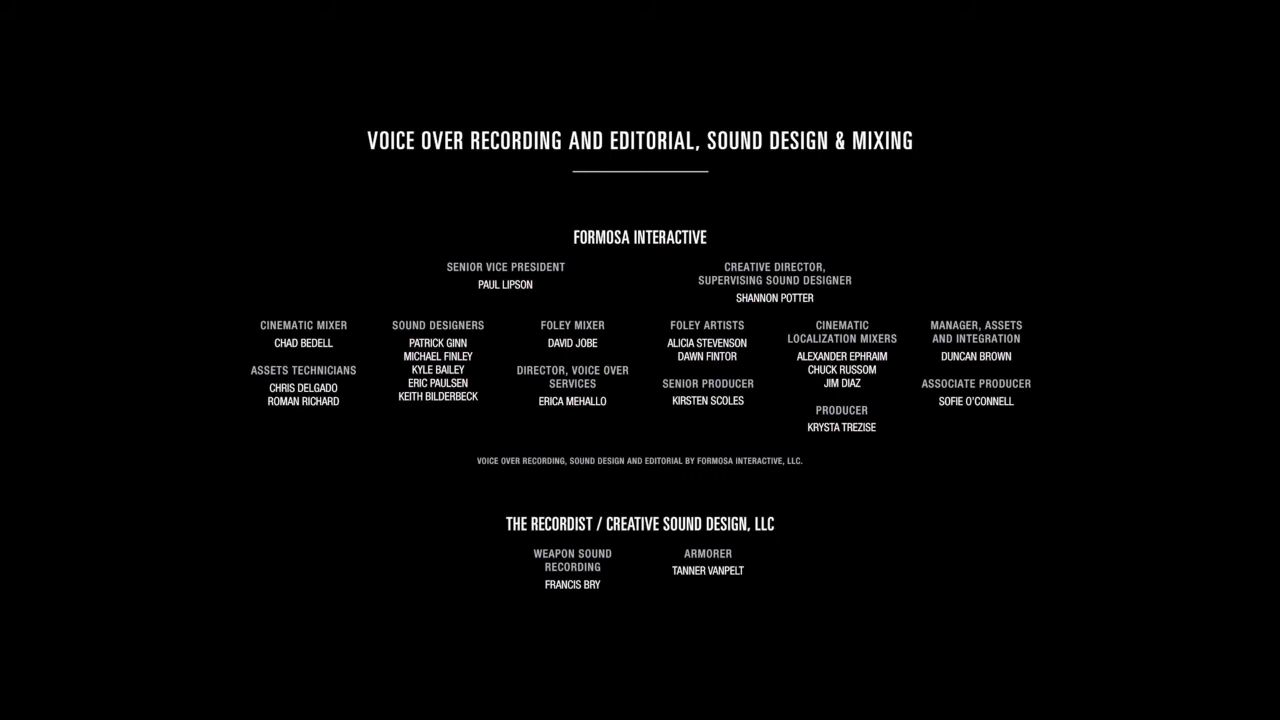 VOICE OVER RECORDING AND EDITORIAL, SOUND DESIGN & MIXING
FORMOSA INTERACTIVE
SENIOR VICE PRESIDENT
PAUL LIPSON
CREATIVE DIRECTOR,
SUPERVISING SOUND DESIGNER
SHANNON POTTER
CINEMATIC MIXER
CHAD BEDELL
ASSETS TECHNICIANS
CHRIS DELGADO
ROMAN RICHARD
SOUND DESIGNERS
PATRICK GINN
MICHAEL FINLEY
KYLE BAILEY
ERIC PAULSEN
KEITH BILDERBECK
FOLEY MIXER
DAVID JOBE
DIRECTOR, VOICE OVER
SERVICES
ERICA MEHALLO
FOLEY ARTISTS
ALICIA STEVENSON
DAWN FINTOR
SENIOR PRODUCER
KIRSTEN SCOLES
CINEMATIC
LOCALIZATION MIXERS
ALEXANDER EPHRAIM
CHUCK RUSSOM
JIM DIAZ
PRODUCER
KRYSTA TREZISE
MANAGER, ASSETS
AND INTEGRATION
DUNCAN BROWN
ASSOCIATE PRODUCER
SOFIE O'CONNELL
VOICE OVER RECORDING, SOUND DESIGN AND EDITORIAL BY FORMOSA INTERACTIVE, LLC.
THE RECORDIST / CREATIVE SOUND DESIGN, LLC
WEAPON SOUND
RECORDING
FRANCIS BRY
ARMORER
TANNER VANPELT